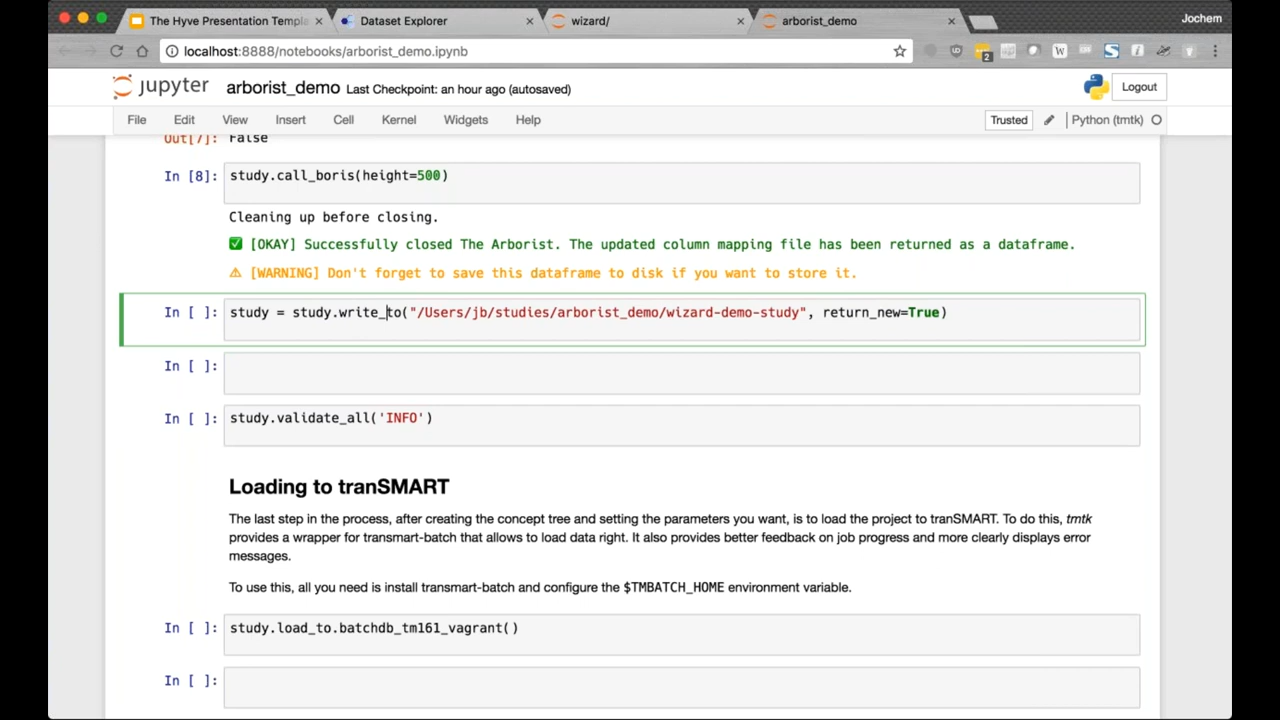 The Hyve Presentation Templ
Dataset Explorer
wizard/
arborist_demo
Jochem
localhost:8888/notebooks/arborist_demo.ipynb
2
W
S
jupyter
arborist_demo Last Checkpoint: an hour ago (autosaved)
Logout
File Edit View Insert Cell Kernel Widgets Help
Trusted
Python (tmtk)
Out[7]: False
In [8]: study.call_boris(height=500)
Cleaning up before closing.
[OKAY] Successfully closed The Arborist. The updated column mapping file has been returned as a dataframe.
[WARNING] Don't forget to save this dataframe to disk if you want to store it.
In [ ]: study = study.write_to("/Users/jb/studies/arborist_demo/wizard-demo-study", return_new=True)
In [ ]:
In [ ]: study.validate_all('INFO')
Loading to tranSMART
The last step in the process, after creating the concept tree and setting the parameters you want, is to load the project to tranSMART. To do this, tmtk
provides a wrapper for transmart-batch that allows to load data right. It also provides better feedback on job progress and more clearly displays error
messages.
To use this, all you need is install transmart-batch and configure the $TMBATCH_HOME environment variable.
In [ ]: study.load_to.batchdb_tm161_vagrant()
In [ ]: